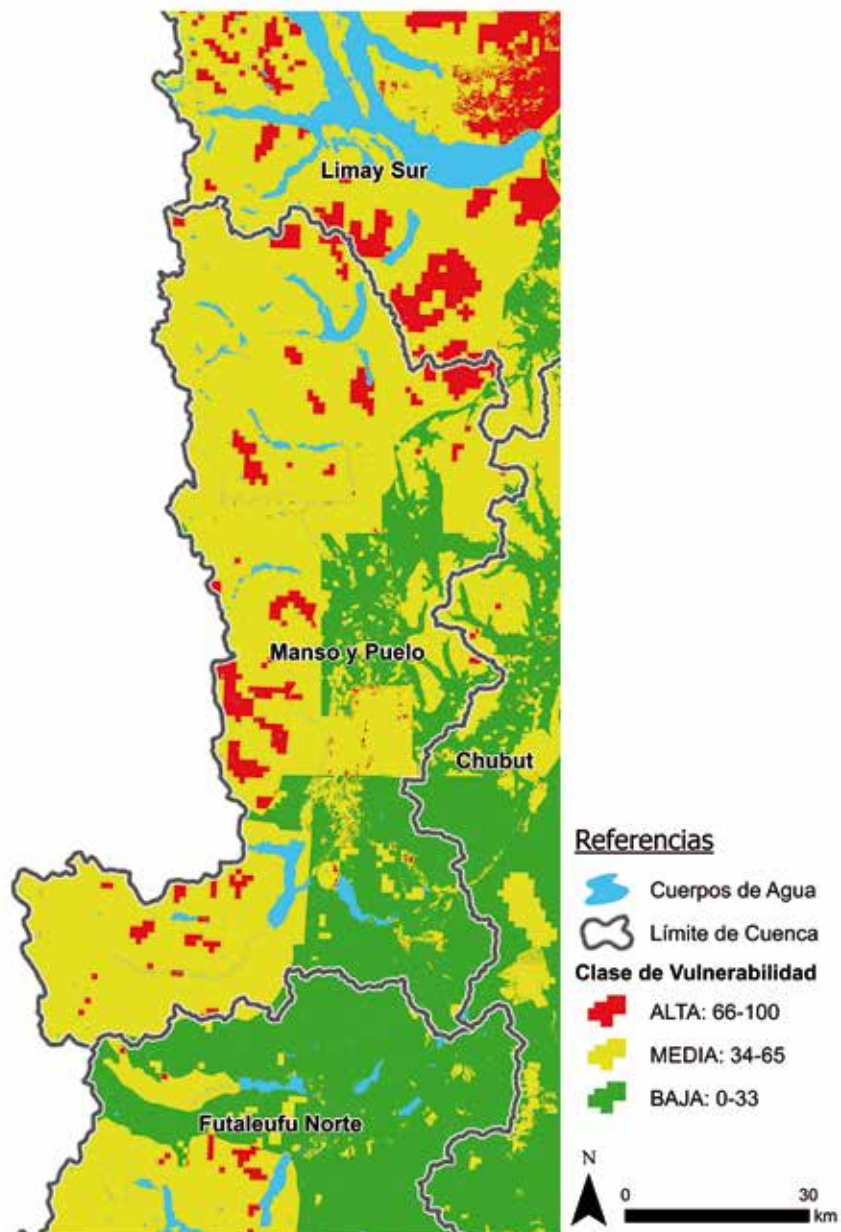 Limay Sur
Manso y Puelo
Chubut
Futaleufu Norte
Referencias
Cuerpos de Agua
Límite de Cuenca
Clase de Vulnerabilidad
ALTA: 66-100
MEDIA: 34-65
BAJA: 0-33
N
0 30
km